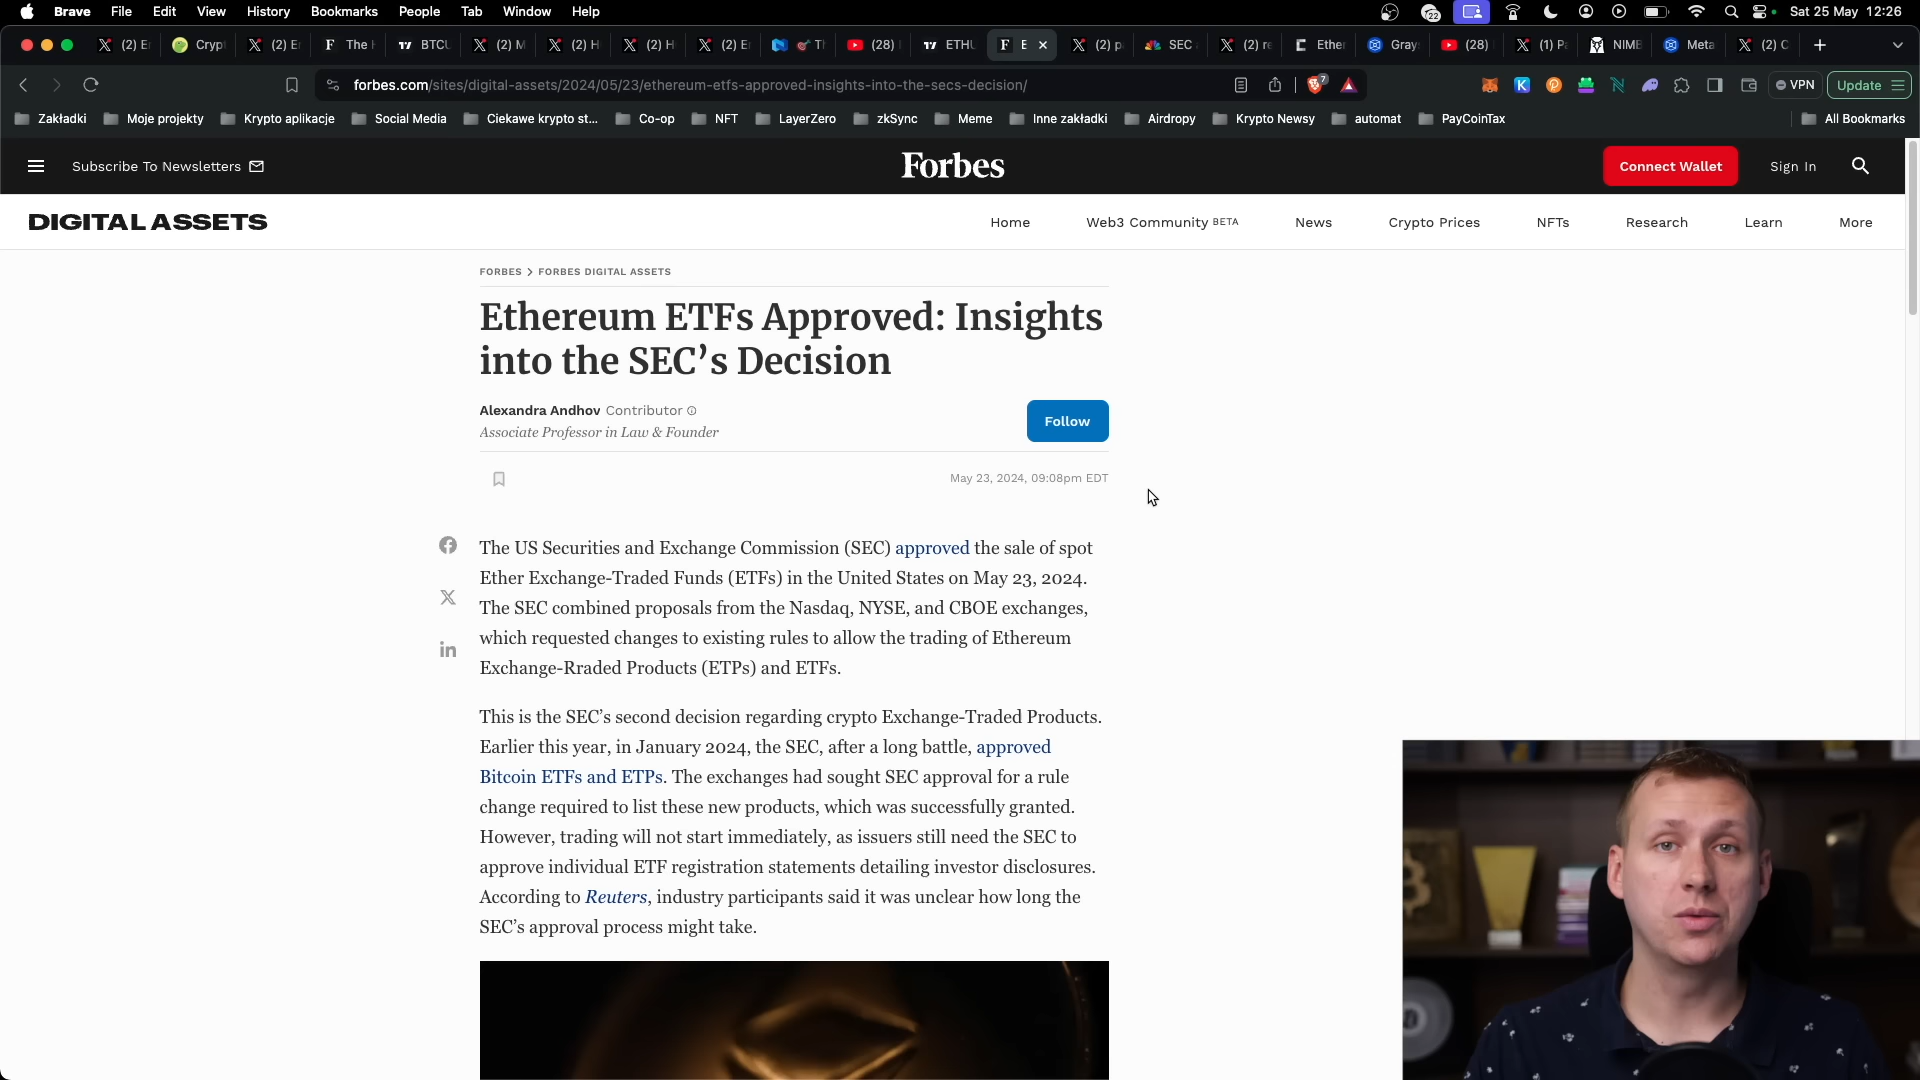 Brave File Edit View History Bookmarks People Tab Window Help 22 Sat 25 May 12:26
(2) Er Crypt (2) Er The H BTCU (2) M (2) H (2) H (2) Er Th (28) ETHU E (2) p SEC (2) re Ether Gray (28) (1) Pa NIME Meta (2) C
forbes.com/sites/digital-assets/2024/05/23/ethereum-etfs-approved-insights-into-the-secs-decision/ 7 VPN Update
Zakładki Moje projekty Krypto aplikacje Social Media Ciekawe krypto st... Co-op NFT LayerZero zkSync Meme Inne zakładki Airdropy Krypto Newsy automat PayCoinTax All Bookmarks
Subscribe To Newsletters Forbes Connect Wallet Sign In
DIGITAL ASSETS Home Web3 Community BETA News Crypto Prices NFTs Research Learn More
FORBES > FORBES DIGITAL ASSETS
Ethereum ETFs Approved: Insights
into the SEC’s Decision
Alexandra Andhov Contributor
Associate Professor in Law & Founder
Follow
May 23, 2024, 09:08pm EDT
The US Securities and Exchange Commission (SEC) approved the sale of spot
Ether Exchange-Traded Funds (ETFs) in the United States on May 23, 2024.
The SEC combined proposals from the Nasdaq, NYSE, and CBOE exchanges,
which requested changes to existing rules to allow the trading of Ethereum
Exchange-Rraded Products (ETPs) and ETFs.
This is the SEC’s second decision regarding crypto Exchange-Traded Products.
Earlier this year, in January 2024, the SEC, after a long battle, approved
Bitcoin ETFs and ETPs. The exchanges had sought SEC approval for a rule
change required to list these new products, which was successfully granted.
However, trading will not start immediately, as issuers still need the SEC to
approve individual ETF registration statements detailing investor disclosures.
According to Reuters, industry participants said it was unclear how long the
SEC’s approval process might take.